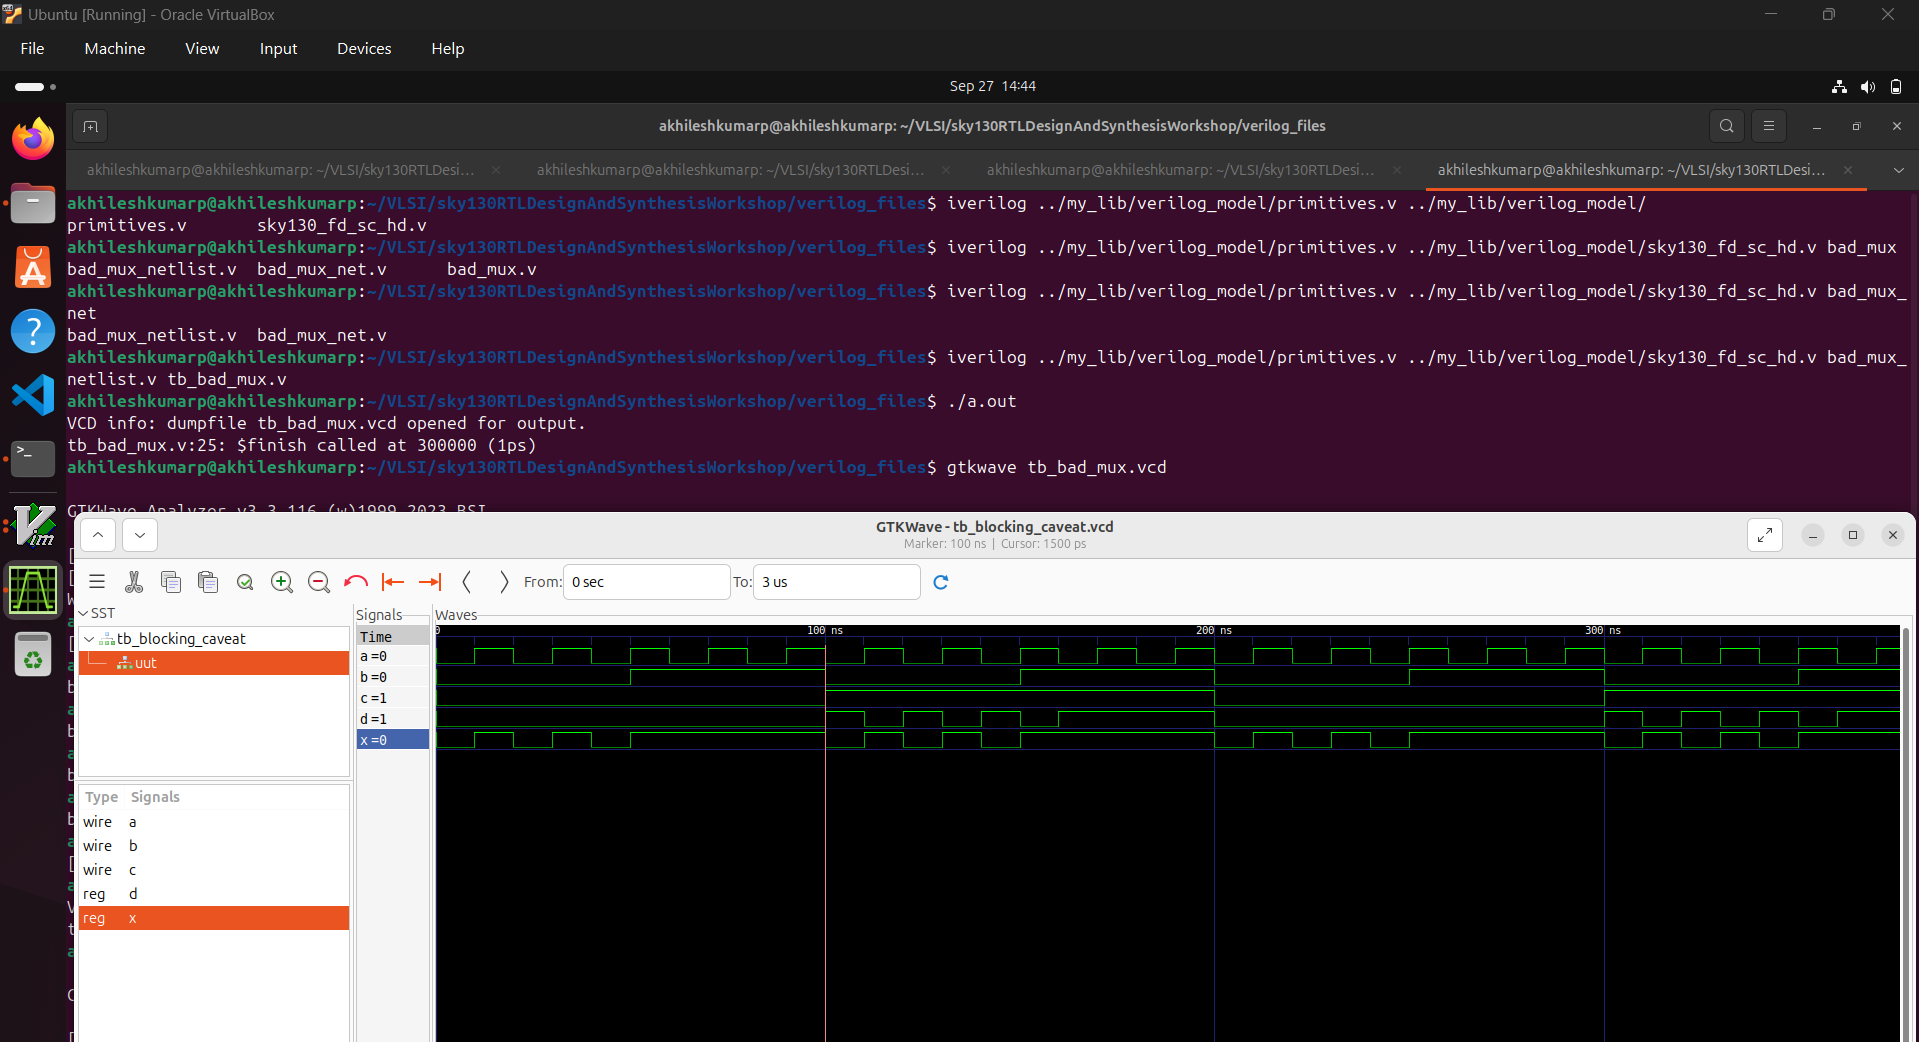 Ubuntu [Running] - Oracle VirtualBox
File Machine View Input Devices Help
Sep 27 14:44
akhileshkumarp@akhileshkumarp: ~/VLSI/sky130RTLDesignAndSynthesisWorkshop/verilog_files
akhileshkumarp@akhileshkumarp: ~/VLSI/sky130RTLDesi... akhileshkumarp@akhileshkumarp: ~/VLSI/sky130RTLDesi... akhileshkumarp@akhileshkumarp: ~/VLSI/sky130RTLDesi... akhileshkumarp@akhileshkumarp: ~/VLSI/sky130RTLDesi...
akhileshkumarp@akhileshkumarp:~/VLSI/sky130RTLDesignAndSynthesisWorkshop/verilog_files$ iverilog ../my_lib/verilog_model/primitives.v ../my_lib/verilog_model/
primitives.v sky130_fd_sc_hd.v
akhileshkumarp@akhileshkumarp:~/VLSI/sky130RTLDesignAndSynthesisWorkshop/verilog_files$ iverilog ../my_lib/verilog_model/primitives.v ../my_lib/verilog_model/sky130_fd_sc_hd.v bad_mux
bad_mux_netlist.v bad_mux_net.v bad_mux.v
akhileshkumarp@akhileshkumarp:~/VLSI/sky130RTLDesignAndSynthesisWorkshop/verilog_files$ iverilog ../my_lib/verilog_model/primitives.v ../my_lib/verilog_model/sky130_fd_sc_hd.v bad_mux_
net
bad_mux_netlist.v bad_mux_net.v
akhileshkumarp@akhileshkumarp:~/VLSI/sky130RTLDesignAndSynthesisWorkshop/verilog_files$ iverilog ../my_lib/verilog_model/primitives.v ../my_lib/verilog_model/sky130_fd_sc_hd.v bad_mux_
netlist.v tb_bad_mux.v
akhileshkumarp@akhileshkumarp:~/VLSI/sky130RTLDesignAndSynthesisWorkshop/verilog_files$ ./a.out
VCD info: dumpfile tb_bad_mux.vcd opened for output.
tb_bad_mux.v:25: $finish called at 300000 (1ps)
akhileshkumarp@akhileshkumarp:~/VLSI/sky130RTLDesignAndSynthesisWorkshop/verilog_files$ gtkwave tb_bad_mux.vcd
GTKWave Analyzer v3.3.116 (w)1999-2023 BSI
GTKWave - tb_blocking_caveat.vcd
Marker: 100 ns | Cursor: 1500 ps
From: 0 sec To: 3 us
SST
tb_blocking_caveat
uut
Type Signals
wire a
wire b
wire c
reg d
reg x
Signals
Time
a =0
b =0
c =1
d =1
x =0
Waves
0 100 ns 200 ns 300 ns